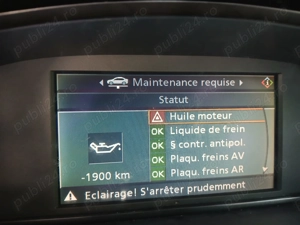 Maintenance requise
Statut
Huile moteur
OK Liquide de frein
OK § contr. antipol.
OK Plaqu. freins AV
-1900 km
OK Plaqu. freins AR
Eclairage! S'arrêter prudemment